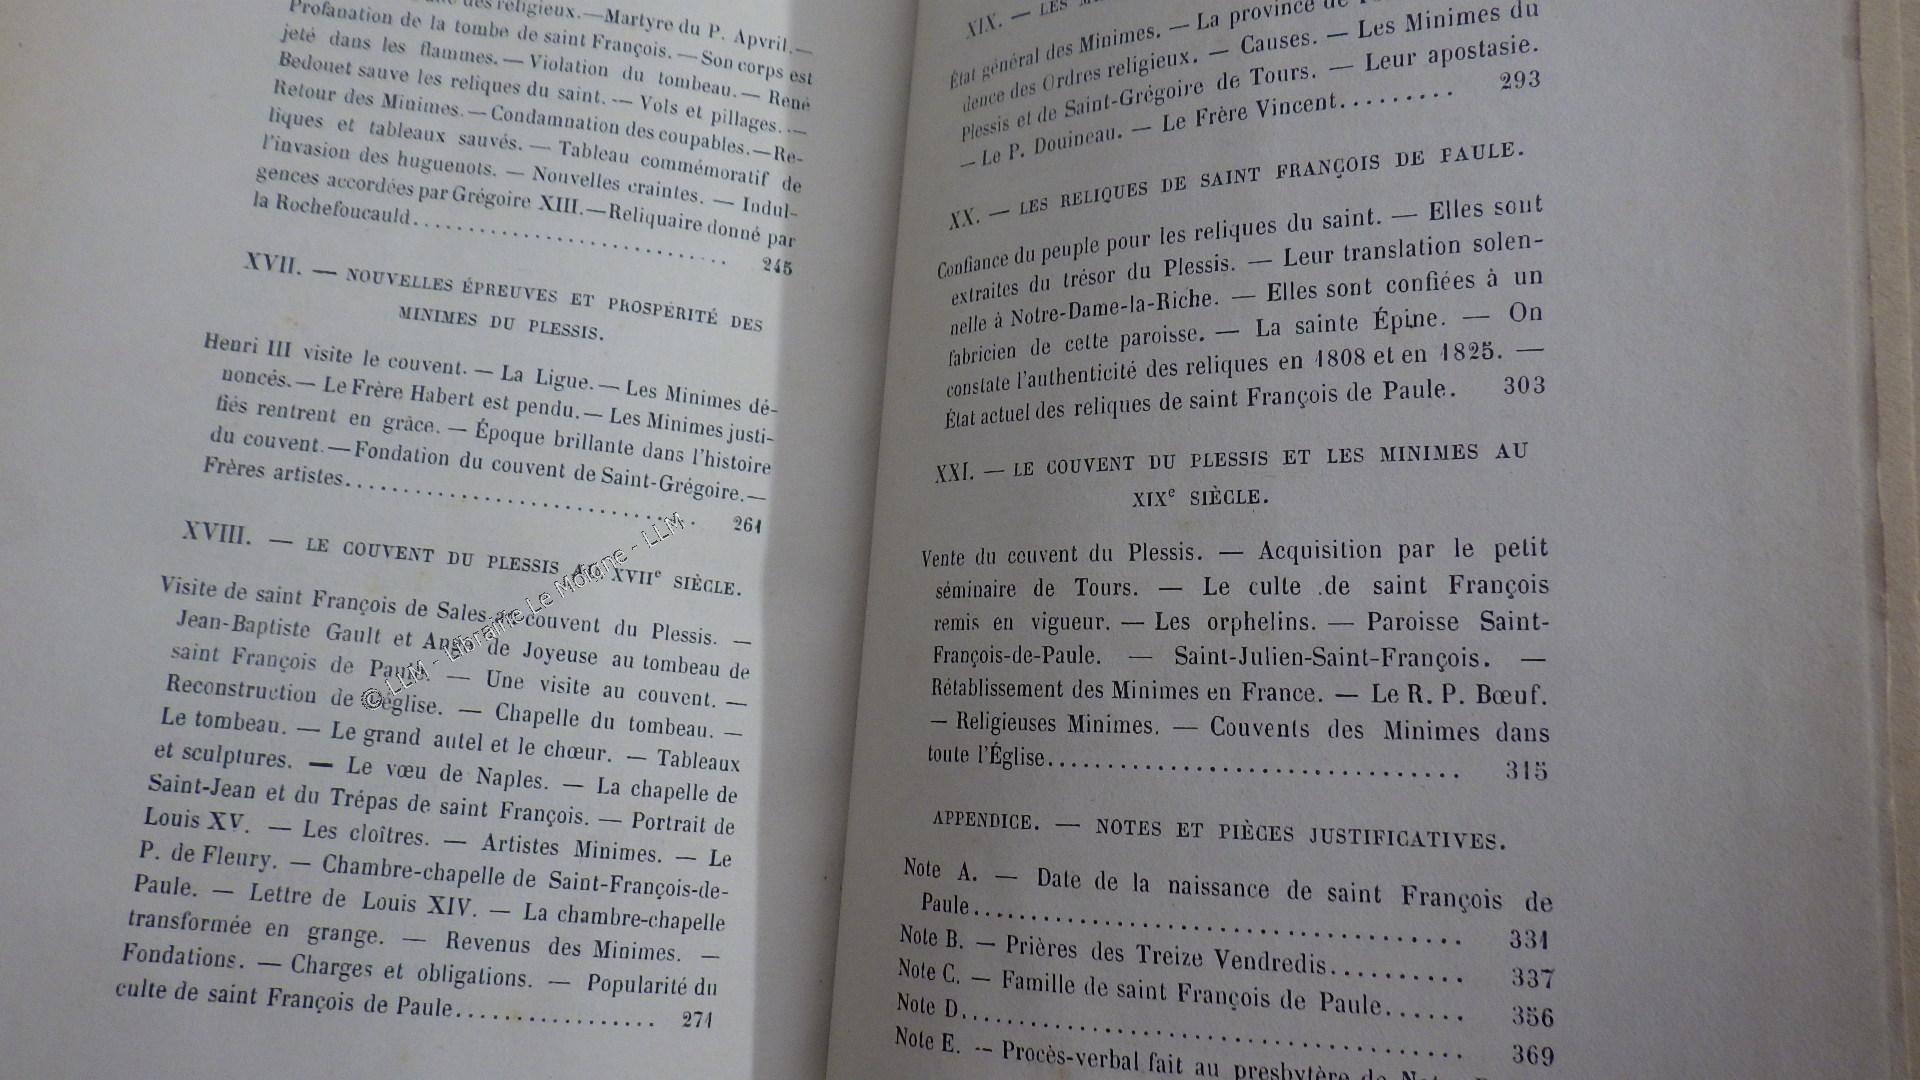 des religieux.—Martyre du P. Apvril.—
Profanation de la tombe de saint François. — Son corps est
jeté dans les flammes. — Violation du tombeau. — René
Bedouet sauve les reliques du saint. — Vols et pillages. —
Retour des Minimes. — Condamnation des coupables. — Re-
liques et tableaux sauvés. — Tableau commémoratif de
l'invasion des huguenots. — Nouvelles craintes. — Indul-
gences accordées par Grégoire XIII. — Reliquaire donné par
la Rochefoucauld........................ 245
XVII. — NOUVELLES ÉPREUVES ET PROSPÉRITÉ DES
MINIMES DU PLESSIS.
Henri III visite le couvent. — La Ligue. — Les Minimes dé-
noncés. — Le Frère Habert est pendu. — Les Minimes justi-
fiés rentrent en grâce. — Époque brillante dans l'histoire
du couvent. — Fondation du couvent de Saint-Grégoire. —
Frères artistes........................ 261
XVIII. — LE COUVENT DU PLESSIS AU XVIIe SIÈCLE.
Visite de saint François de Sales au couvent du Plessis. —
Jean-Baptiste Gault et Ange de Joyeuse au tombeau de
saint François de Paule. — Une visite au couvent. —
Reconstruction de l'église. — Chapelle du tombeau. —
Le tombeau. — Le grand autel et le chœur. — Tableaux
et sculptures. — Le vœu de Naples. — La chapelle de
Saint-Jean et du Trépas de saint François. — Portrait de
Louis XV. — Les cloîtres. — Artistes Minimes. — Le
P. de Fleury. — Chambre-chapelle de Saint-François-de-
Paule. — Lettre de Louis XIV. — La chambre-chapelle
transformée en grange. — Revenus des Minimes. —
Fondations. — Charges et obligations. — Popularité du
culte de saint François de Paule................. 271
© LLM - Librairie Le Moigne - LLM
XIX. — LES
État général des Minimes. — La province de
dence des Ordres religieux. — Causes. — Les Minimes du
Plessis et de Saint-Grégoire de Tours. — Leur apostasie.
— Le P. Douineau. — Le Frère Vincent......... 293
XX. — LES RELIQUES DE SAINT FRANÇOIS DE PAULE.
Confiance du peuple pour les reliques du saint. — Elles sont
extraites du trésor du Plessis. — Leur translation solen-
nelle à Notre-Dame-la-Riche. — Elles sont confiées à un
fabricien de cette paroisse. — La sainte Épine. — On
constate l'authenticité des reliques en 1808 et en 1825. —
État actuel des reliques de saint François de Paule. 303
XXI. — LE COUVENT DU PLESSIS ET LES MINIMES AU
XIXe SIÈCLE.
Vente du couvent du Plessis. — Acquisition par le petit
séminaire de Tours. — Le culte de saint François
remis en vigueur. — Les orphelins. — Paroisse Saint-
François-de-Paule. — Saint-Julien-Saint-François. —
Rétablissement des Minimes en France. — Le R. P. Bœuf.
— Religieuses Minimes. — Couvents des Minimes dans
toute l'Église................................. 315
APPENDICE. — NOTES ET PIÈCES JUSTIFICATIVES.
Note A. — Date de la naissance de saint François de
Paule....................................... 331
Note B. — Prières des Treize Vendredis.......... 337
Note C. — Famille de saint François de Paule...... 356
Note D....................................... 369
Note E. — Procès-verbal fait au presbytère de